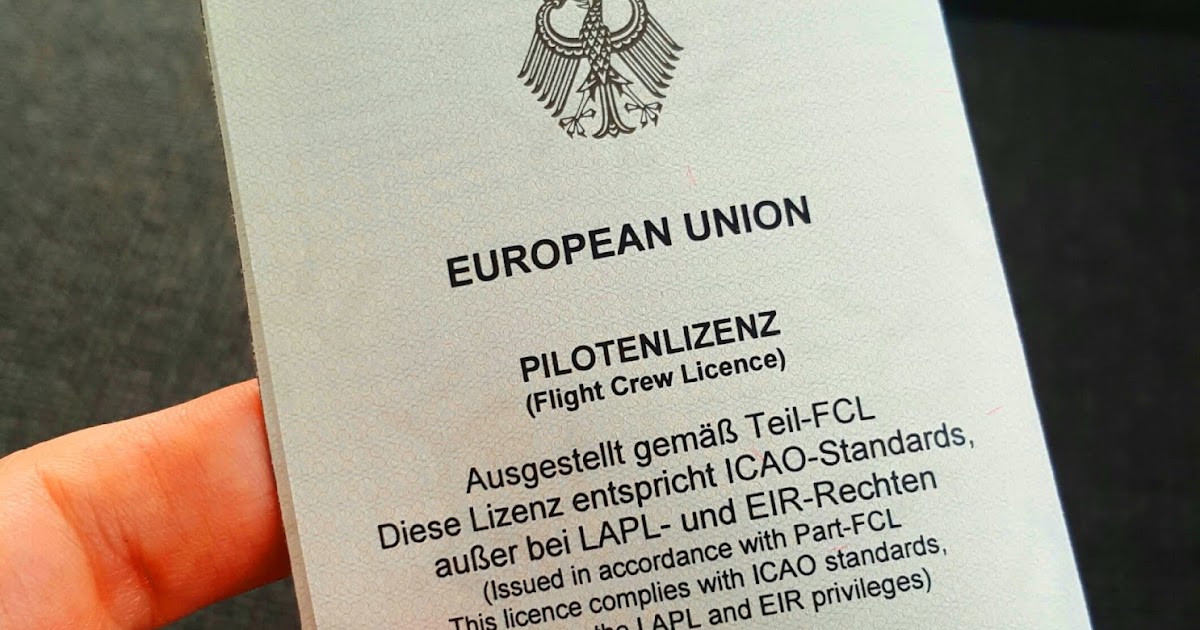 EUROPEAN UNION
PILOTENLIZENZ
(Flight Crew Licence)
Ausgestellt gemäß Teil-FCL
Diese Lizenz entspricht ICAO-Standards,
außer bei LAPL- und EIR-Rechten
(Issued in accordance with Part-FCL
This licence complies with ICAO standards,
the LAPL and EIR privileges)